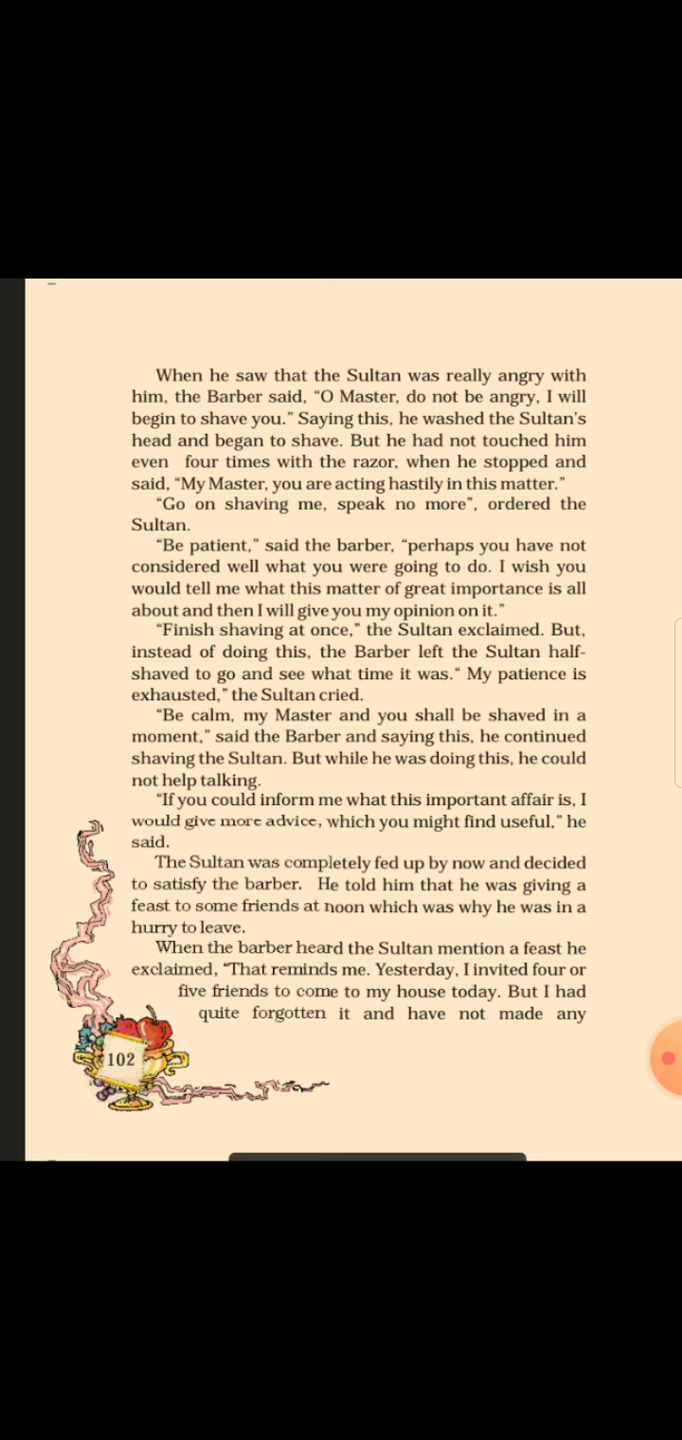 When he saw that the Sultan was really angry with
him, the Barber said, "O Master, do not be angry, I will
begin to shave you." Saying this, he washed the Sultan's
head and began to shave. But he had not touched him
even four times with the razor, when he stopped and
said, "My Master, you are acting hastily in this matter."
"Go on shaving me, speak no more", ordered the
Sultan.
"Be patient," said the barber, "perhaps you have not
considered well what you were going to do. I wish you
would tell me what this matter of great importance is all
about and then I will give you my opinion on it."
"Finish shaving at once," the Sultan exclaimed. But,
instead of doing this, the Barber left the Sultan half-
shaved to go and see what time it was." My patience is
exhausted," the Sultan cried.
"Be calm, my Master and you shall be shaved in a
moment," said the Barber and saying this, he continued
shaving the Sultan. But while he was doing this, he could
not help talking.
"If you could inform me what this important affair is, I
would give more advice, which you might find useful," he
said.
The Sultan was completely fed up by now and decided
to satisfy the barber. He told him that he was giving a
feast to some friends at noon which was why he was in a
hurry to leave.
When the barber heard the Sultan mention a feast he
exclaimed, "That reminds me. Yesterday, I invited four or
five friends to come to my house today. But I had
quite forgotten it and have not made any
102